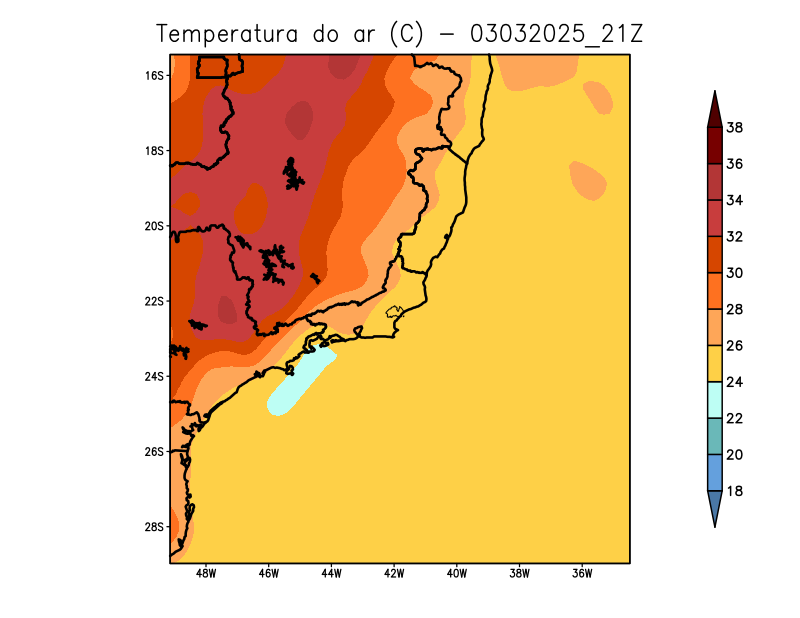 Temperatura do ar (C) – 03032025_21Z
16S
18S
20S
22S
24S
26S
28S
48W 46W 44W 42W 40W 38W 36W
38
36
34
32
30
28
26
24
22
20
18